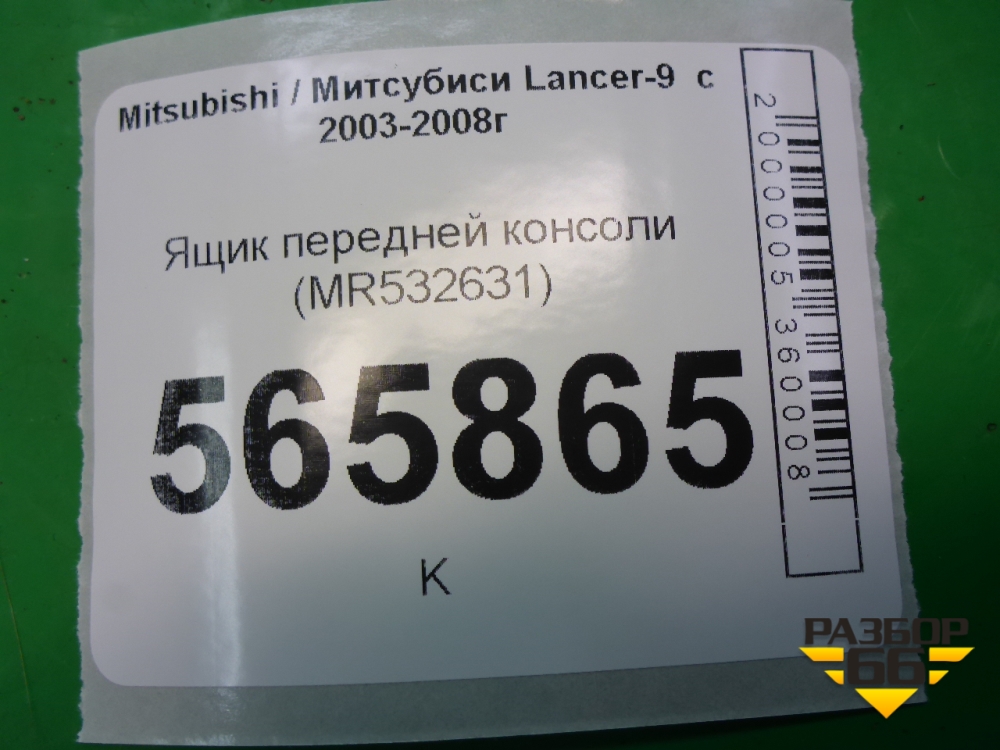 Mitsubishi / Митсубиси Lancer-9 с
2003-2008г
Ящик передней консоли
(MR532631)
565865
К
2000005360008
РАЗБОР
66